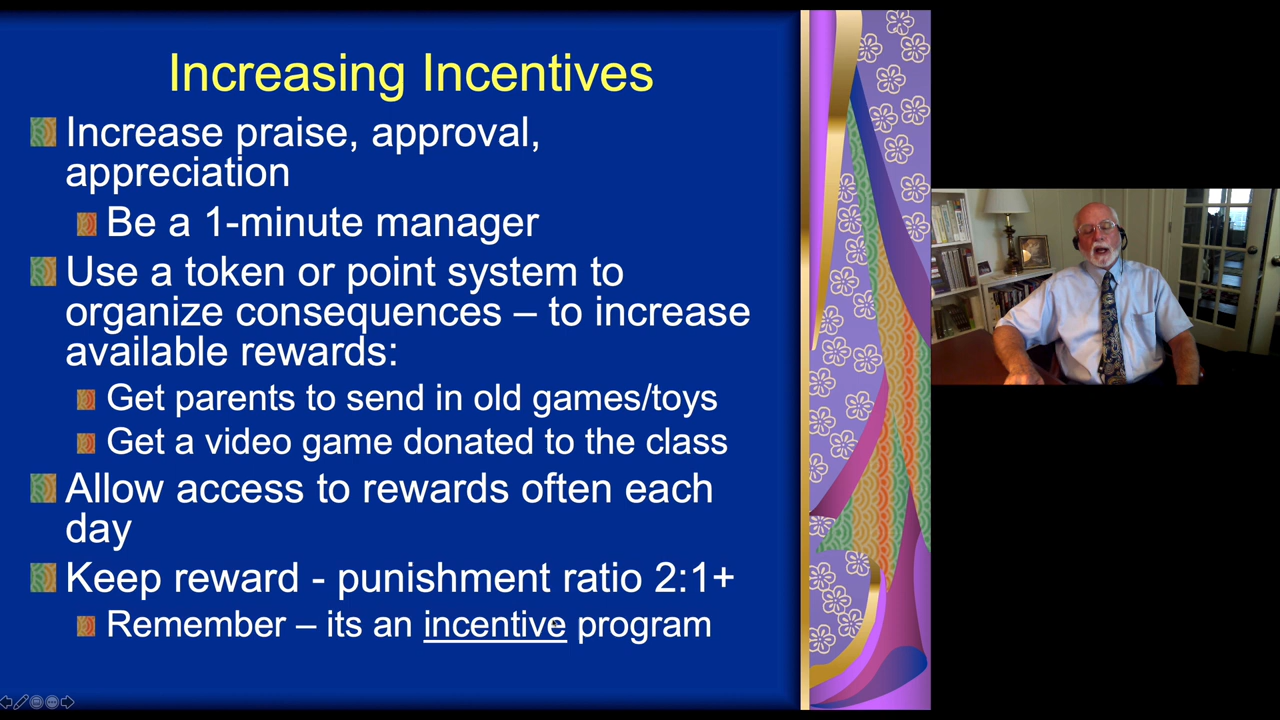 Increasing Incentives
Increase praise, approval,
appreciation
Be a 1-minute manager
Use a token or point system to
organize consequences – to increase
available rewards:
Get parents to send in old games/toys
Get a video game donated to the class
Allow access to rewards often each
day
Keep reward - punishment ratio 2:1+
Remember – its an incentive program